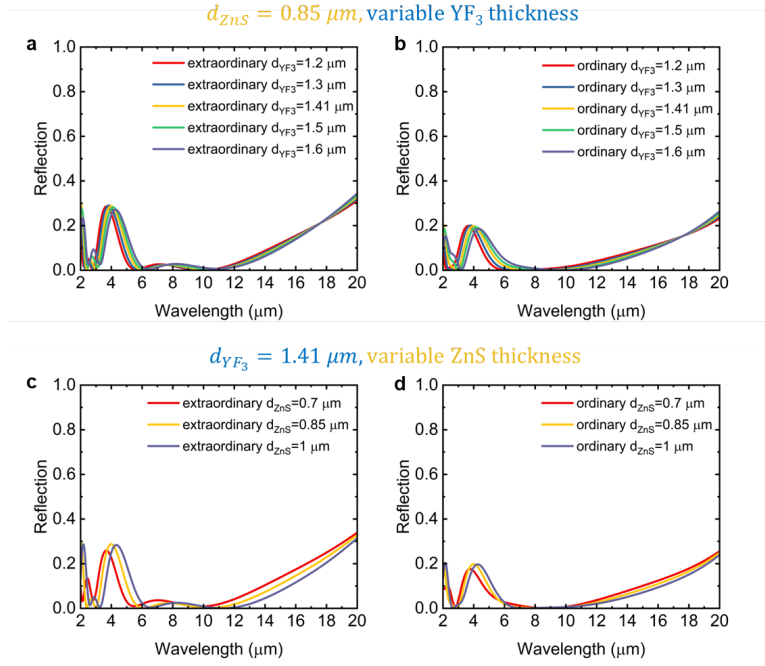 d_ZnS = 0.85 μm, variable YF₃ thickness
a
extraordinary d_YF3=1.2 μm
extraordinary d_YF3=1.3 μm
extraordinary d_YF3=1.41 μm
extraordinary d_YF3=1.5 μm
extraordinary d_YF3=1.6 μm
Reflection
1.0
0.8
0.6
0.4
0.2
0.0
2 4 6 8 10 12 14 16 18 20
Wavelength (μm)
b
ordinary d_YF3=1.2 μm
ordinary d_YF3=1.3 μm
ordinary d_YF3=1.41 μm
ordinary d_YF3=1.5 μm
ordinary d_YF3=1.6 μm
Reflection
1.0
0.8
0.6
0.4
0.2
0.0
2 4 6 8 10 12 14 16 18 20
Wavelength (μm)
d_YF₃ = 1.41 μm, variable ZnS thickness
c
extraordinary d_ZnS=0.7 μm
extraordinary d_ZnS=0.85 μm
extraordinary d_ZnS=1 μm
Reflection
1.0
0.8
0.6
0.4
0.2
0.0
2 4 6 8 10 12 14 16 18 20
Wavelength (μm)
d
ordinary d_ZnS=0.7 μm
ordinary d_ZnS=0.85 μm
ordinary d_ZnS=1 μm
Reflection
1.0
0.8
0.6
0.4
0.2
0.0
2 4 6 8 10 12 14 16 18 20
Wavelength (μm)